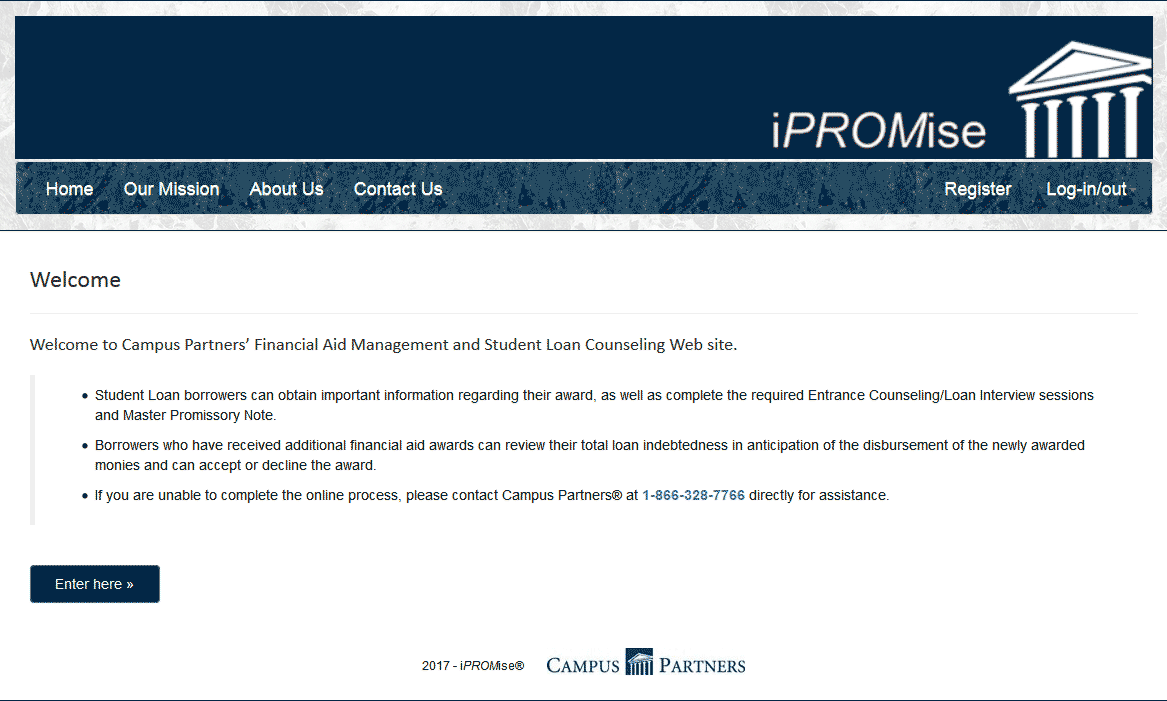 iPROMise
Home Our Mission About Us Contact Us Register Log-in/out
Welcome
Welcome to Campus Partners’ Financial Aid Management and Student Loan Counseling Web site.
• Student Loan borrowers can obtain important information regarding their award, as well as complete the required Entrance Counseling/Loan Interview sessions
and Master Promissory Note.
• Borrowers who have received additional financial aid awards can review their total loan indebtedness in anticipation of the disbursement of the newly awarded
monies and can accept or decline the award.
• If you are unable to complete the online process, please contact Campus Partners® at 1-866-328-7766 directly for assistance.
Enter here »
2017 - iPROMise® CAMPUS PARTNERS